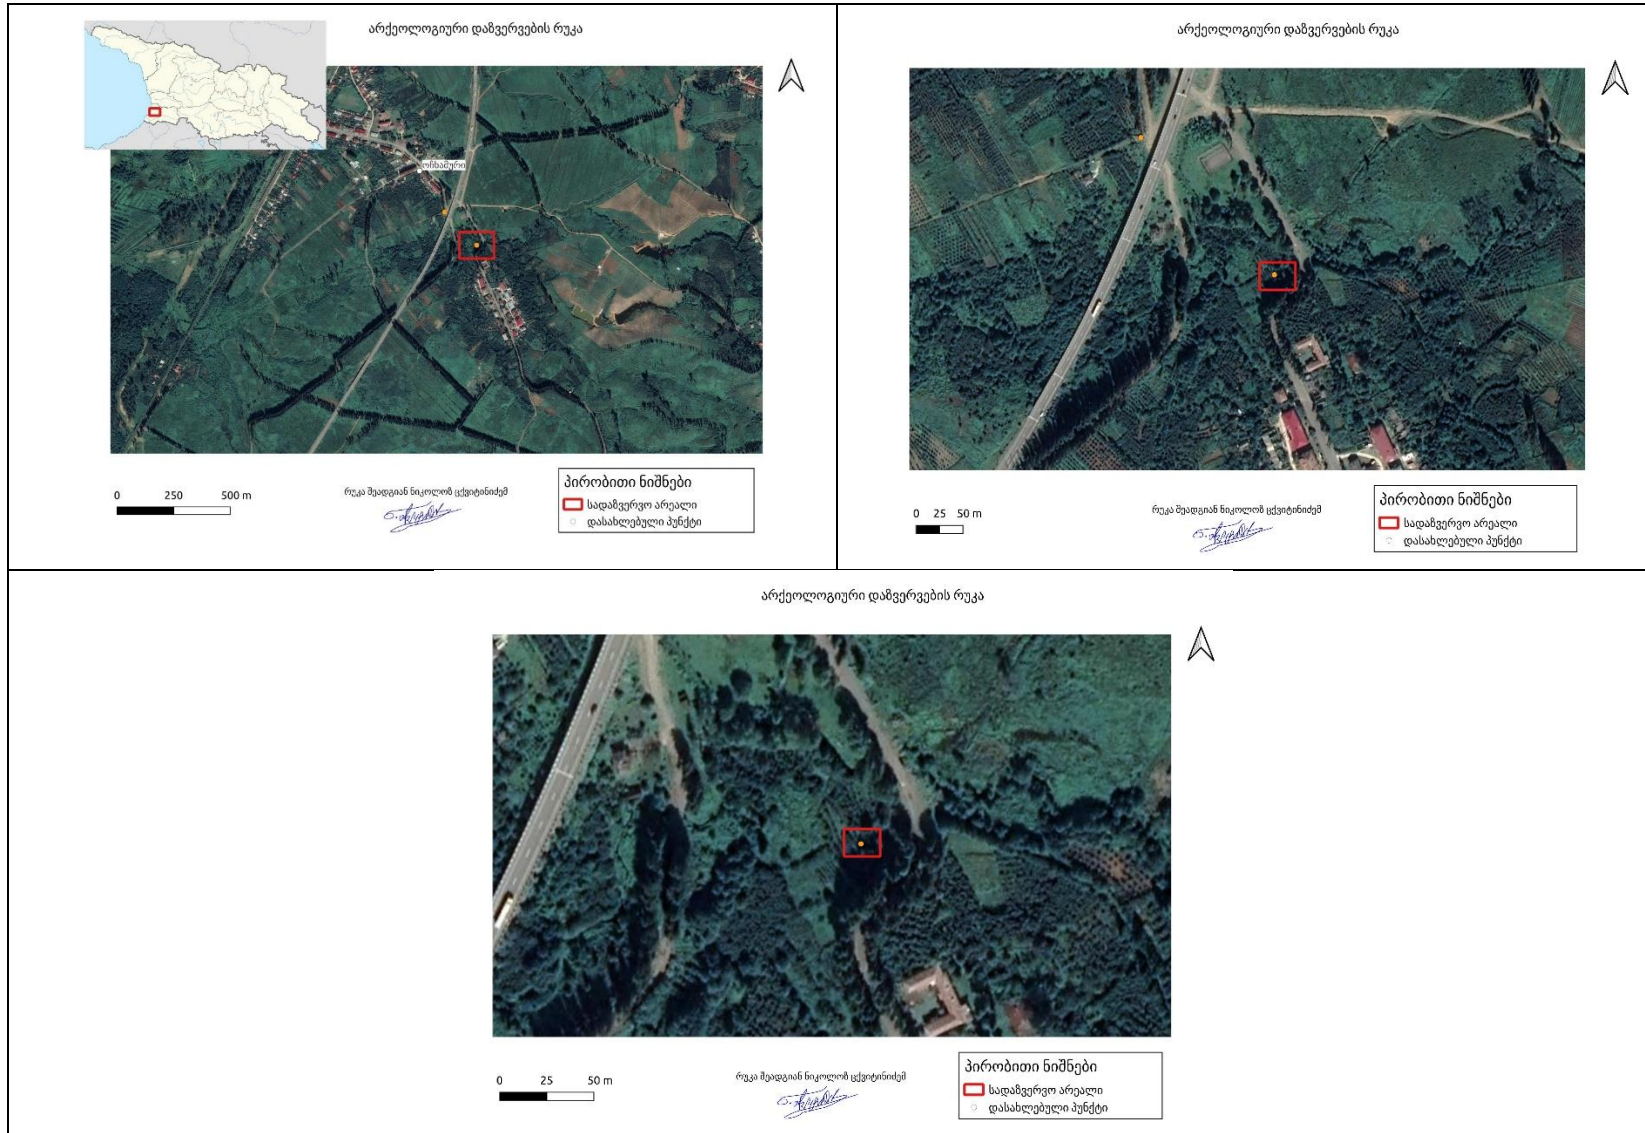 არქეოლოგიური დაზვერვების რუკა
ოჩხამური
0 250 500 m
რუკა შეადგინა ნიკოლოზ ცქვიტინიძემ
პირობითი ნიშნები
სადაზვერვო არეალი
დასახლებული პუნქტი
არქეოლოგიური დაზვერვების რუკა
0 25 50 m
რუკა შეადგინა ნიკოლოზ ცქვიტინიძემ
პირობითი ნიშნები
სადაზვერვო არეალი
დასახლებული პუნქტი
არქეოლოგიური დაზვერვების რუკა
0 25 50 m
რუკა შეადგინა ნიკოლოზ ცქვიტინიძემ
პირობითი ნიშნები
სადაზვერვო არეალი
დასახლებული პუნქტი